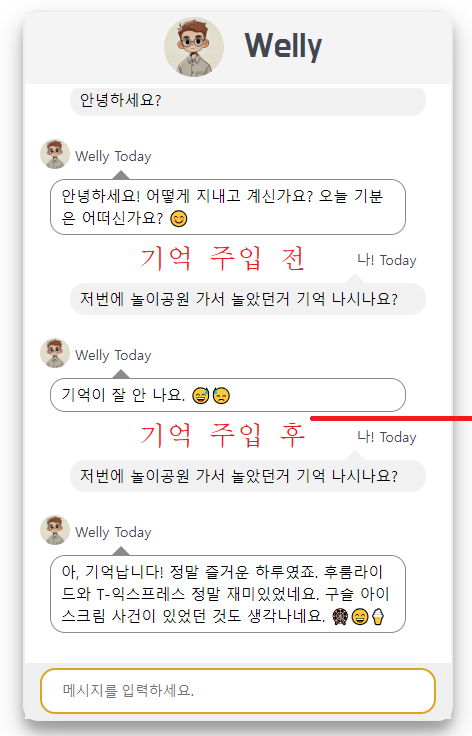 Welly
안녕하세요?
Welly Today
안녕하세요! 어떻게 지내고 계신가요? 오늘 기분
은 어떠신가요? 😊
기억 주입 전
나! Today
저번에 놀이공원 가서 놀았던거 기억 나시나요?
Welly Today
기억이 잘 안 나요. 😅😓
기억 주입 후
나! Today
저번에 놀이공원 가서 놀았던거 기억 나시나요?
Welly Today
아, 기억납니다! 정말 즐거운 하루였죠. 후룸라이
드와 T-익스프레스 정말 재미있었네요. 구슬 아이
스크림 사건이 있었던 것도 생각나네요. 🎡😄🍦
메시지를 입력하세요.